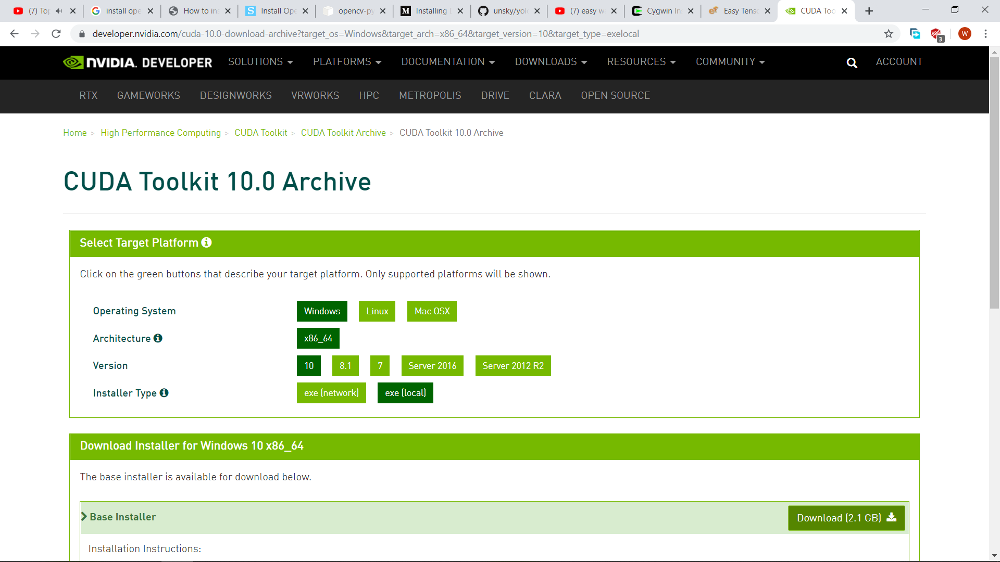 (7) Top
install ope
How to ins
Install Ope
opencv-py
Installing
unsky/yol
(7) easy w
Cygwin In
Easy Tens
CUDA Too
developer.nvidia.com/cuda-10.0-download-archive?target_os=Windows&target_arch=x86_64&target_version=10&target_type=exelocal
3
W
NVIDIA. DEVELOPER SOLUTIONS PLATFORMS DOCUMENTATION DOWNLOADS RESOURCES COMMUNITY ACCOUNT
RTX GAMEWORKS DESIGNWORKS VRWORKS HPC METROPOLIS DRIVE CLARA OPEN SOURCE
Home > High Performance Computing > CUDA Toolkit > CUDA Toolkit Archive > CUDA Toolkit 10.0 Archive
CUDA Toolkit 10.0 Archive
Select Target Platform
Click on the green buttons that describe your target platform. Only supported platforms will be shown.
Operating System Windows Linux Mac OSX
Architecture x86_64
Version 10 8.1 7 Server 2016 Server 2012 R2
Installer Type exe (network) exe (local)
Download Installer for Windows 10 x86_64
The base installer is available for download below.
Base Installer Download (2.1 GB)
Installation Instructions: